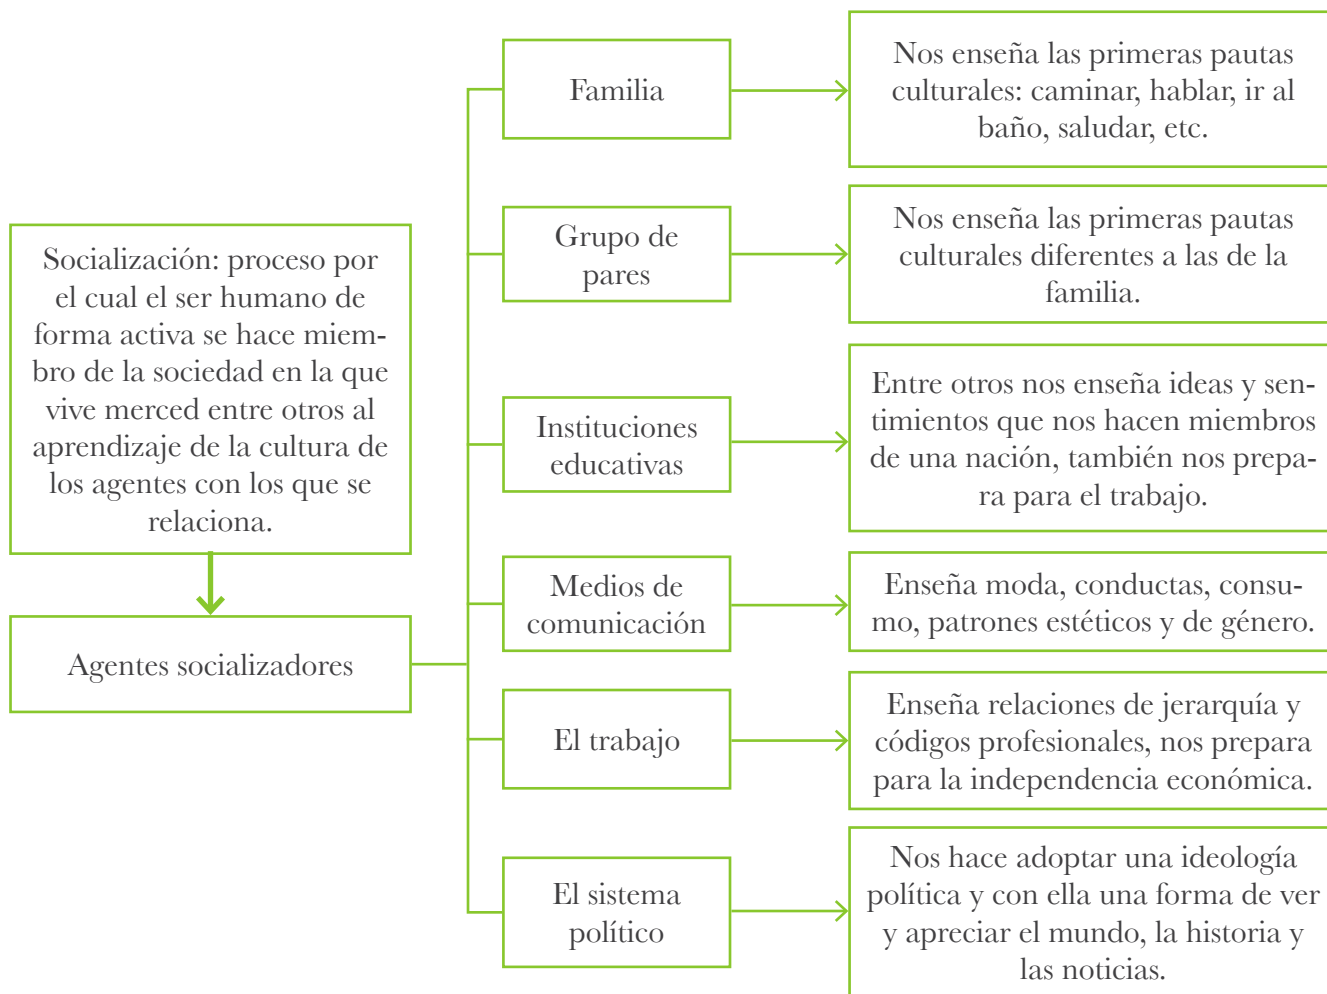 Socialización: proceso por
el cual el ser humano de
forma activa se hace miem-
bro de la sociedad en la que
vive merced entre otros al
aprendizaje de la cultura de
los agentes con los que se
relaciona.
Agentes socializadores
Familia
Nos enseña las primeras pautas
culturales: caminar, hablar, ir al
baño, saludar, etc.
Grupo de
pares
Nos enseña las primeras pautas
culturales diferentes a las de la
familia.
Instituciones
educativas
Entre otros nos enseña ideas y sen-
timientos que nos hacen miembros
de una nación, también nos prepa-
ra para el trabajo.
Medios de
comunicación
Enseña moda, conductas, consu-
mo, patrones estéticos y de género.
El trabajo
Enseña relaciones de jerarquía y
códigos profesionales, nos prepara
para la independencia económica.
El sistema
político
Nos hace adoptar una ideología
política y con ella una forma de ver
y apreciar el mundo, la historia y
las noticias.